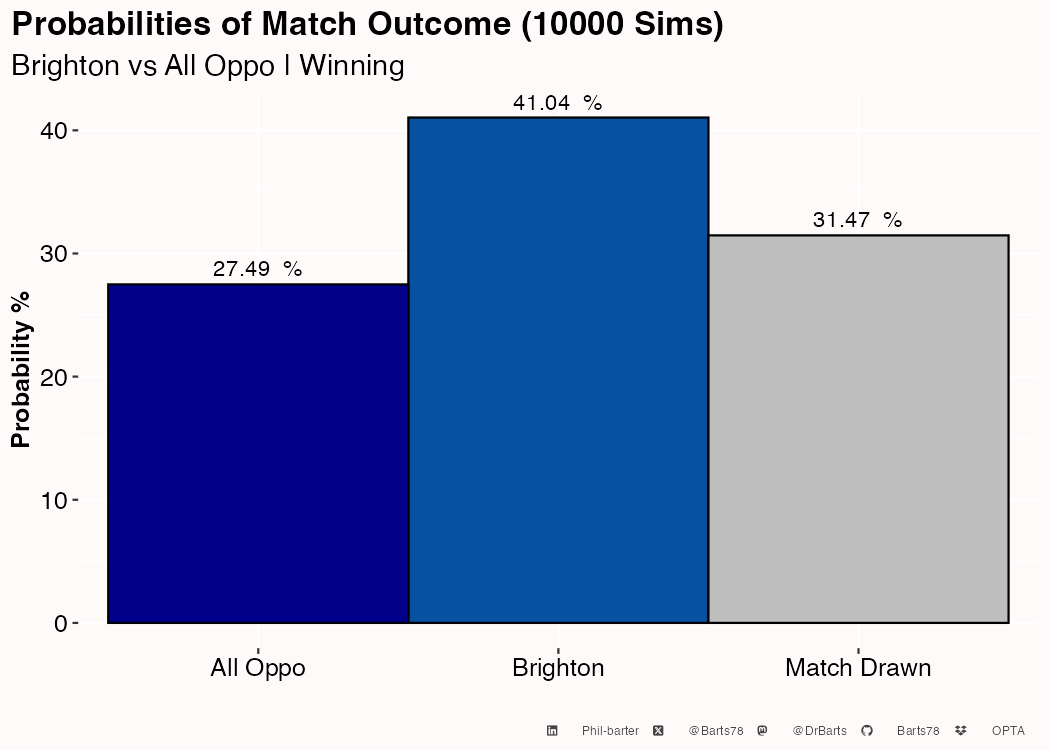 Probabilities of Match Outcome (10000 Sims)
Brighton vs All Oppo | Winning
41.04 %
31.47 %
27.49 %
Probability %
40
30
20
10
0
All Oppo Brighton Match Drawn
Phil-barter @Barts78 @DrBarts Barts78 OPTA